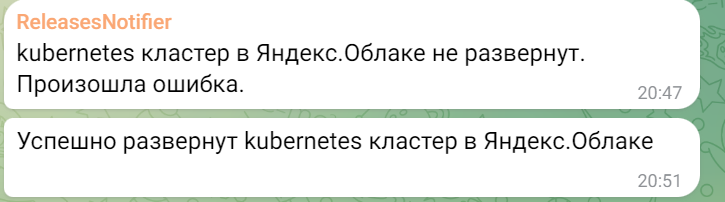 ReleasesNotifier
kubernetes кластер в Яндекс.Облаке не развернут.
Произошла ошибка.
20:47
Успешно развернут kubernetes кластер в Яндекс.Облаке
20:51